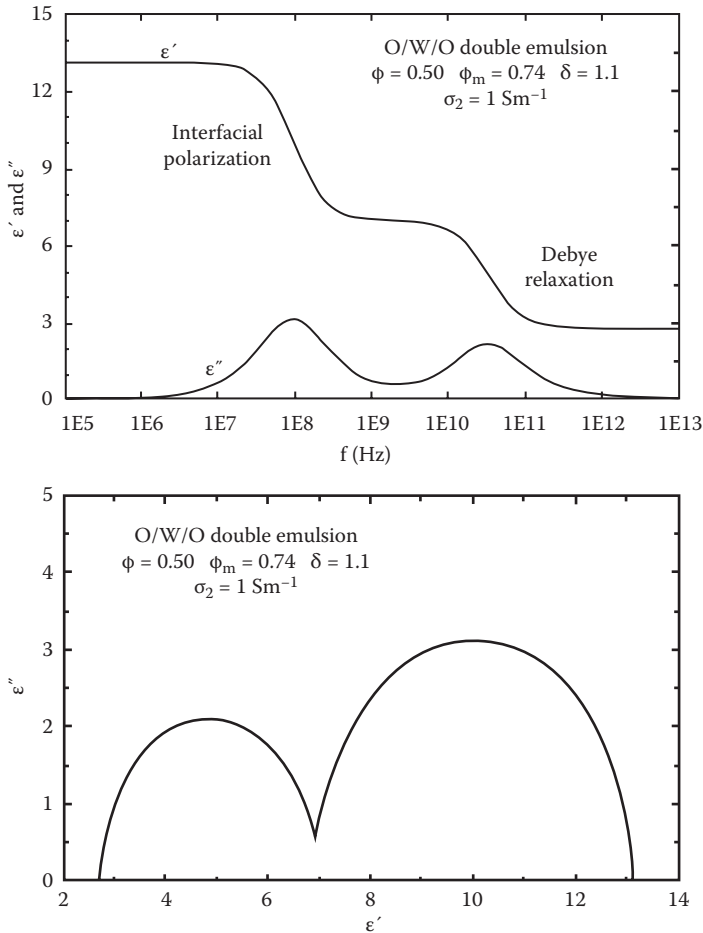 15
12
9
6
3
0
ε′ and ε″
ε′
O/W/O double emulsion
ϕ = 0.50 ϕm = 0.74 δ = 1.1
σ2 = 1 Sm−1
Interfacial
polarization
Debye
relaxation
ε″
1E5 1E6 1E7 1E8 1E9 1E10 1E11 1E12 1E13
f (Hz)
5
4
3
2
1
0
ε″
O/W/O double emulsion
ϕ = 0.50 ϕm = 0.74 δ = 1.1
σ2 = 1 Sm−1
2 4 6 8 10 12 14
ε′